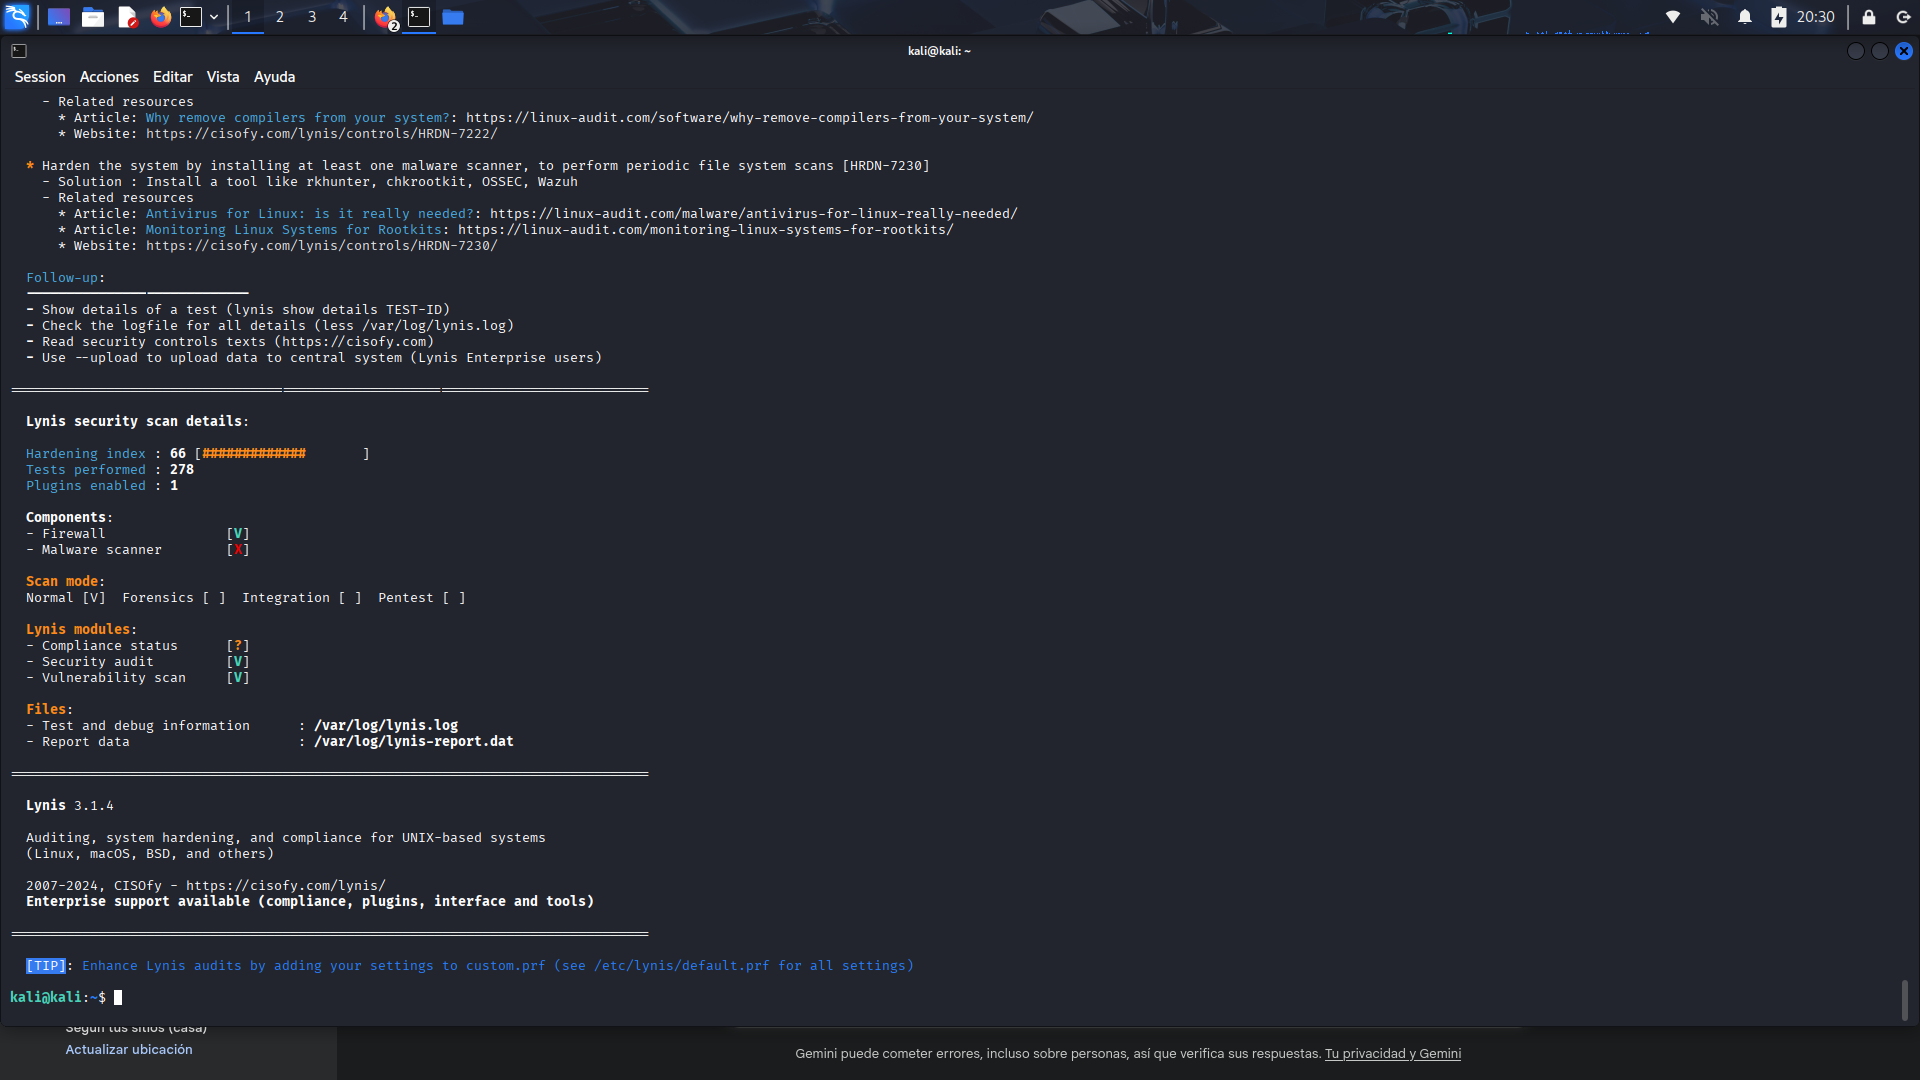 1 2 3 4 2 20:30
kali@kali: ~
Session Acciones Editar Vista Ayuda
- Related resources
* Article: Why remove compilers from your system?: https://linux-audit.com/software/why-remove-compilers-from-your-system/
* Website: https://cisofy.com/lynis/controls/HRDN-7222/
* Harden the system by installing at least one malware scanner, to perform periodic file system scans [HRDN-7230]
- Solution : Install a tool like rkhunter, chkrootkit, OSSEC, Wazuh
- Related resources
* Article: Antivirus for Linux: is it really needed?: https://linux-audit.com/malware/antivirus-for-linux-really-needed/
* Article: Monitoring Linux Systems for Rootkits: https://linux-audit.com/monitoring-linux-systems-for-rootkits/
* Website: https://cisofy.com/lynis/controls/HRDN-7230/
Follow-up:
- Show details of a test (lynis show details TEST-ID)
- Check the logfile for all details (less /var/log/lynis.log)
- Read security controls texts (https://cisofy.com)
- Use --upload to upload data to central system (Lynis Enterprise users)
Lynis security scan details:
Hardening index : 66 [############# ]
Tests performed : 278
Plugins enabled : 1
Components:
- Firewall [V]
- Malware scanner [X]
Scan mode:
Normal [V] Forensics [ ] Integration [ ] Pentest [ ]
Lynis modules:
- Compliance status [?]
- Security audit [V]
- Vulnerability scan [V]
Files:
- Test and debug information : /var/log/lynis.log
- Report data : /var/log/lynis-report.dat
Lynis 3.1.4
Auditing, system hardening, and compliance for UNIX-based systems
(Linux, macOS, BSD, and others)
2007-2024, CISOfy - https://cisofy.com/lynis/
Enterprise support available (compliance, plugins, interface and tools)
[TIP]: Enhance Lynis audits by adding your settings to custom.prf (see /etc/lynis/default.prf for all settings)
kali@kali:~$
Según tus sitios (casa)
Actualizar ubicación
Gemini puede cometer errores, incluso sobre personas, así que verifica sus respuestas. Tu privacidad y Gemini